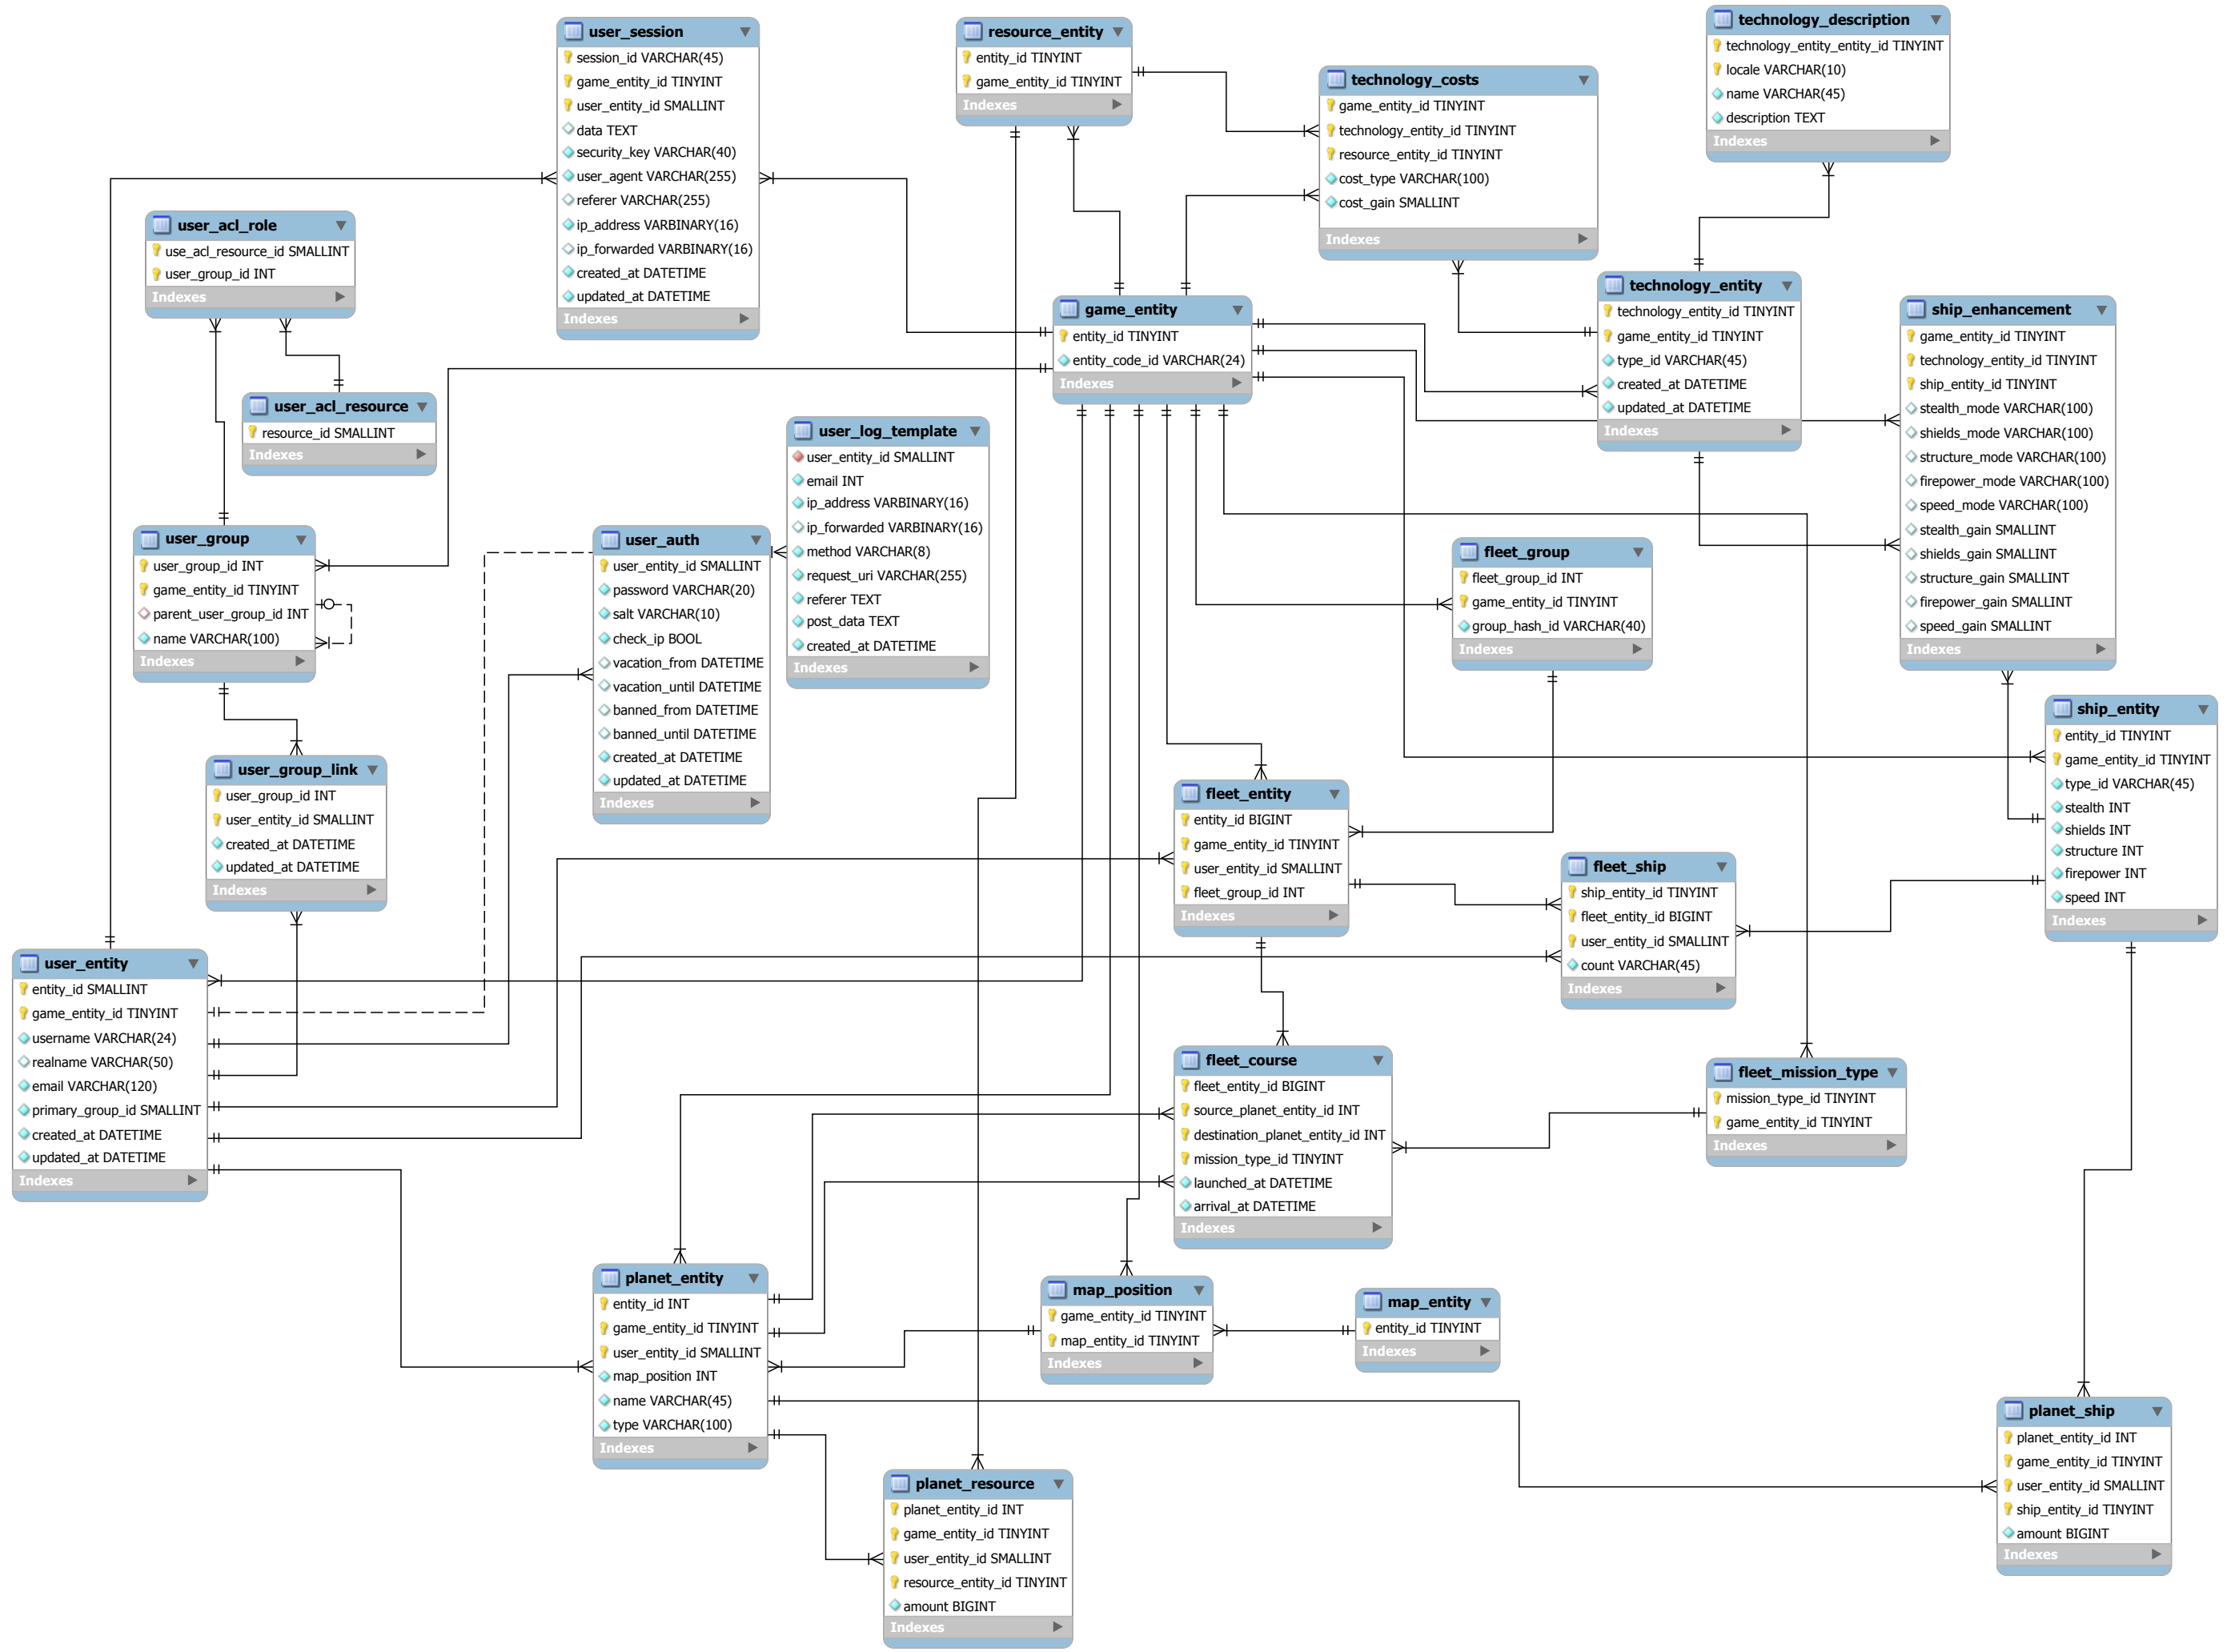 user_session
session_id VARCHAR(45)
game_entity_id TINYINT
user_entity_id SMALLINT
data TEXT
security_key VARCHAR(40)
user_agent VARCHAR(255)
referer VARCHAR(255)
ip_address VARBINARY(16)
ip_forwarded VARBINARY(16)
created_at DATETIME
updated_at DATETIME
Indexes
resource_entity
entity_id TINYINT
game_entity_id TINYINT
Indexes
technology_costs
game_entity_id TINYINT
technology_entity_id TINYINT
resource_entity_id TINYINT
cost_type VARCHAR(100)
cost_gain SMALLINT
Indexes
technology_description
technology_entity_entity_id TINYINT
locale VARCHAR(10)
name VARCHAR(45)
description TEXT
Indexes
user_acl_role
use_acl_resource_id SMALLINT
user_group_id INT
Indexes
user_acl_resource
resource_id SMALLINT
Indexes
game_entity
entity_id TINYINT
entity_code_id VARCHAR(24)
Indexes
technology_entity
technology_entity_id TINYINT
game_entity_id TINYINT
type_id VARCHAR(45)
created_at DATETIME
updated_at DATETIME
Indexes
ship_enhancement
game_entity_id TINYINT
technology_entity_id TINYINT
ship_entity_id TINYINT
stealth_mode VARCHAR(100)
shields_mode VARCHAR(100)
structure_mode VARCHAR(100)
firepower_mode VARCHAR(100)
speed_mode VARCHAR(100)
stealth_gain SMALLINT
shields_gain SMALLINT
structure_gain SMALLINT
firepower_gain SMALLINT
speed_gain SMALLINT
Indexes
user_log_template
user_entity_id SMALLINT
email INT
ip_address VARBINARY(16)
ip_forwarded VARBINARY(16)
method VARCHAR(8)
request_uri VARCHAR(255)
referer TEXT
post_data TEXT
created_at DATETIME
Indexes
user_group
user_group_id INT
game_entity_id TINYINT
parent_user_group_id INT
name VARCHAR(100)
Indexes
user_auth
user_entity_id SMALLINT
password VARCHAR(20)
salt VARCHAR(10)
check_ip BOOL
vacation_from DATETIME
vacation_until DATETIME
banned_from DATETIME
banned_until DATETIME
created_at DATETIME
updated_at DATETIME
Indexes
fleet_group
fleet_group_id INT
game_entity_id TINYINT
group_hash_id VARCHAR(40)
Indexes
ship_entity
entity_id TINYINT
game_entity_id TINYINT
type_id VARCHAR(45)
stealth INT
shields INT
structure INT
firepower INT
speed INT
Indexes
user_group_link
user_group_id INT
user_entity_id SMALLINT
created_at DATETIME
updated_at DATETIME
Indexes
fleet_entity
entity_id BIGINT
game_entity_id TINYINT
user_entity_id SMALLINT
fleet_group_id INT
Indexes
fleet_ship
ship_entity_id TINYINT
fleet_entity_id BIGINT
user_entity_id SMALLINT
count VARCHAR(45)
Indexes
user_entity
entity_id SMALLINT
game_entity_id TINYINT
username VARCHAR(24)
realname VARCHAR(50)
email VARCHAR(120)
primary_group_id SMALLINT
created_at DATETIME
updated_at DATETIME
Indexes
fleet_course
fleet_entity_id BIGINT
source_planet_entity_id INT
destination_planet_entity_id INT
mission_type_id TINYINT
launched_at DATETIME
arrival_at DATETIME
Indexes
fleet_mission_type
mission_type_id TINYINT
game_entity_id TINYINT
Indexes
planet_entity
entity_id INT
game_entity_id TINYINT
user_entity_id SMALLINT
map_position INT
name VARCHAR(45)
type VARCHAR(100)
Indexes
map_position
game_entity_id TINYINT
map_entity_id TINYINT
Indexes
map_entity
entity_id TINYINT
Indexes
planet_ship
planet_entity_id INT
game_entity_id TINYINT
user_entity_id SMALLINT
ship_entity_id TINYINT
amount BIGINT
Indexes
planet_resource
planet_entity_id INT
game_entity_id TINYINT
user_entity_id SMALLINT
resource_entity_id TINYINT
amount BIGINT
Indexes